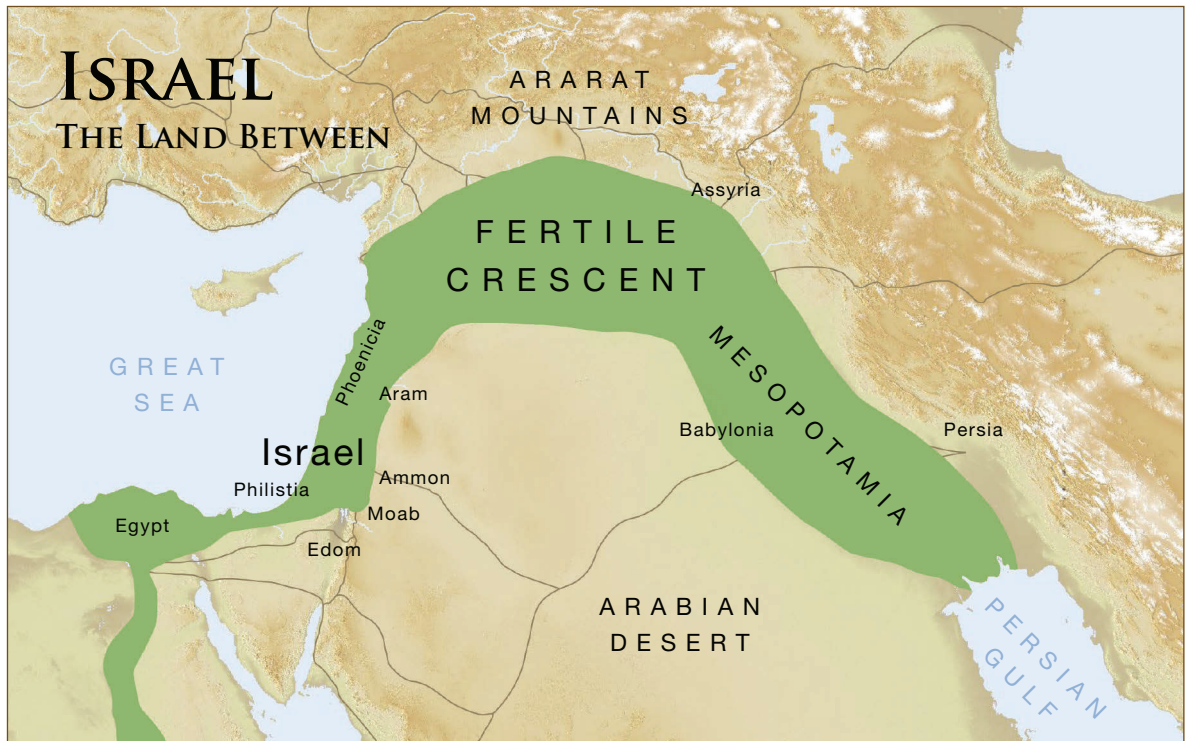 ISRAEL
THE LAND BETWEEN
ARARAT
MOUNTAINS
Assyria
FERTILE
CRESCENT
MESOPOTAMIA
Phoenicia
GREAT
SEA
Aram
Babylonia
Persia
Israel
Ammon
Philistia
Moab
Egypt
Edom
ARABIAN
DESERT
PERSIAN
GULF